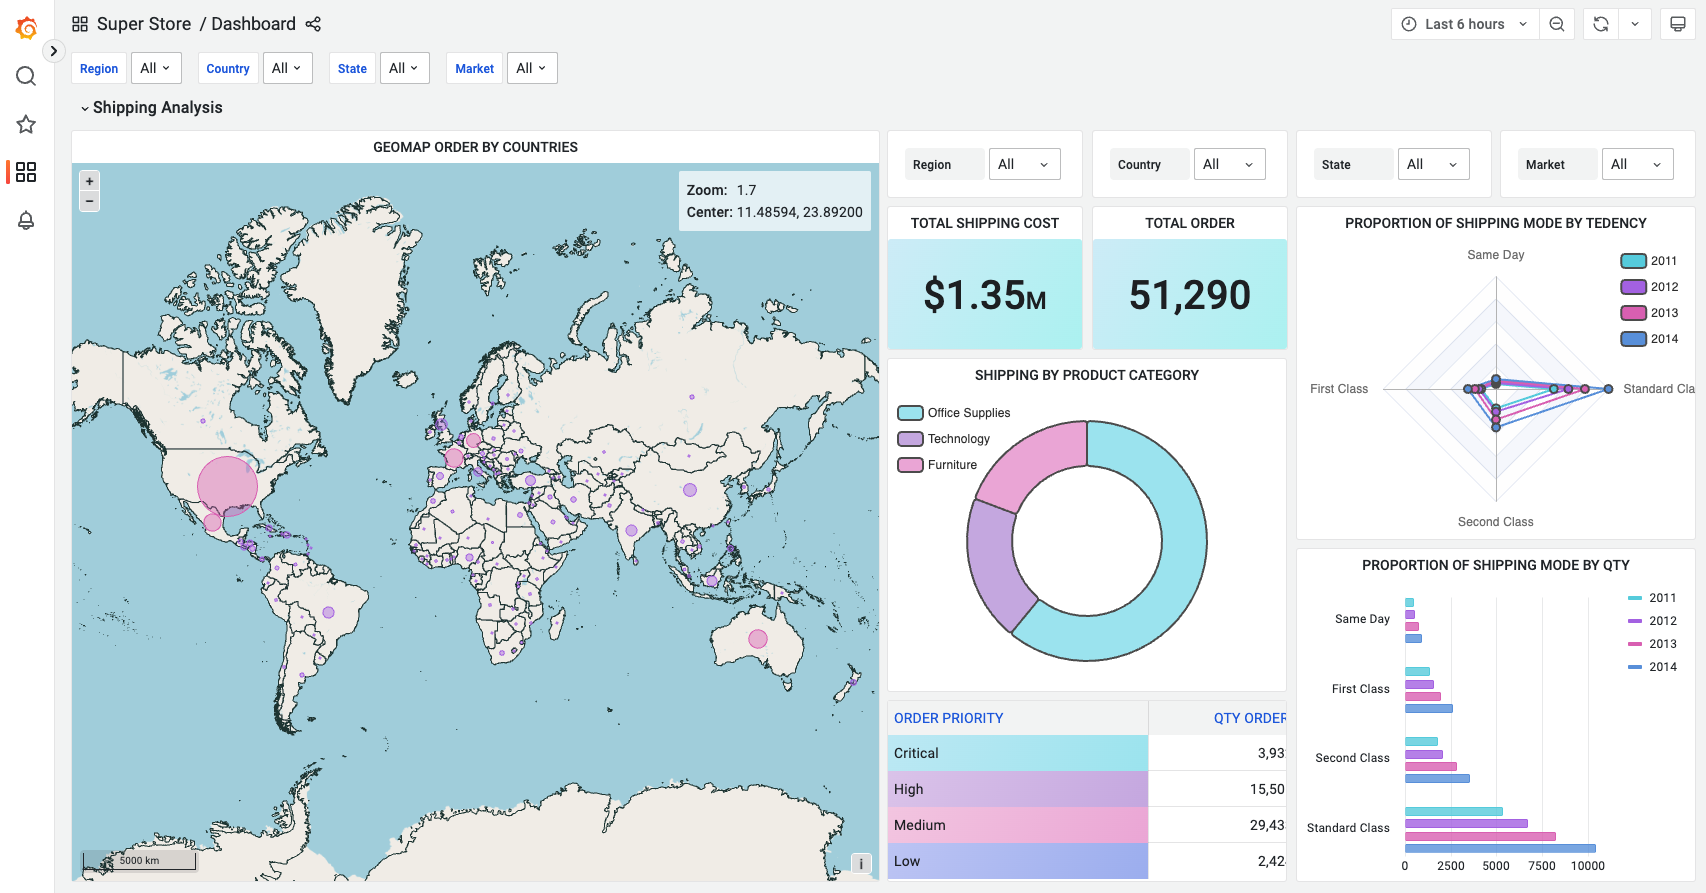 Super Store / Dashboard
Last 6 hours
Region All Country All State All Market All
Shipping Analysis
GEOMAP ORDER BY COUNTRIES
+
−
Zoom: 1.7
Center: 11.48594, 23.89200
5000 km
i
Region All
Country All
State All
Market All
TOTAL SHIPPING COST
$1.35M
TOTAL ORDER
51,290
PROPORTION OF SHIPPING MODE BY TEDENCY
Same Day
First Class
Standard Cla
Second Class
2011
2012
2013
2014
SHIPPING BY PRODUCT CATEGORY
Office Supplies
Technology
Furniture
ORDER PRIORITY QTY ORDER
Critical 3,93
High 15,50
Medium 29,43
Low 2,42
PROPORTION OF SHIPPING MODE BY QTY
2011
2012
2013
2014
Same Day
First Class
Second Class
Standard Class
0 2500 5000 7500 10000